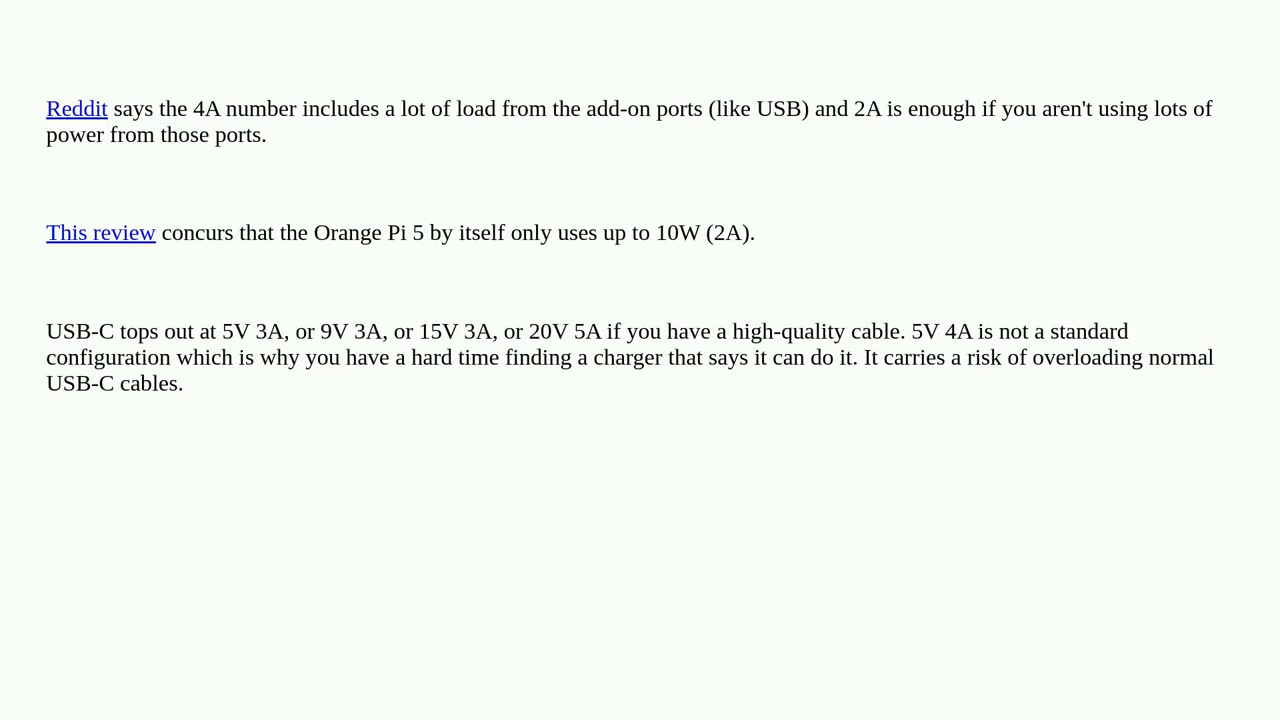 Reddit says the 4A number includes a lot of load from the add-on ports (like USB) and 2A is enough if you aren't using lots of
power from those ports.
This review concurs that the Orange Pi 5 by itself only uses up to 10W (2A).
USB-C tops out at 5V 3A, or 9V 3A, or 15V 3A, or 20V 5A if you have a high-quality cable. 5V 4A is not a standard
configuration which is why you have a hard time finding a charger that says it can do it. It carries a risk of overloading normal
USB-C cables.